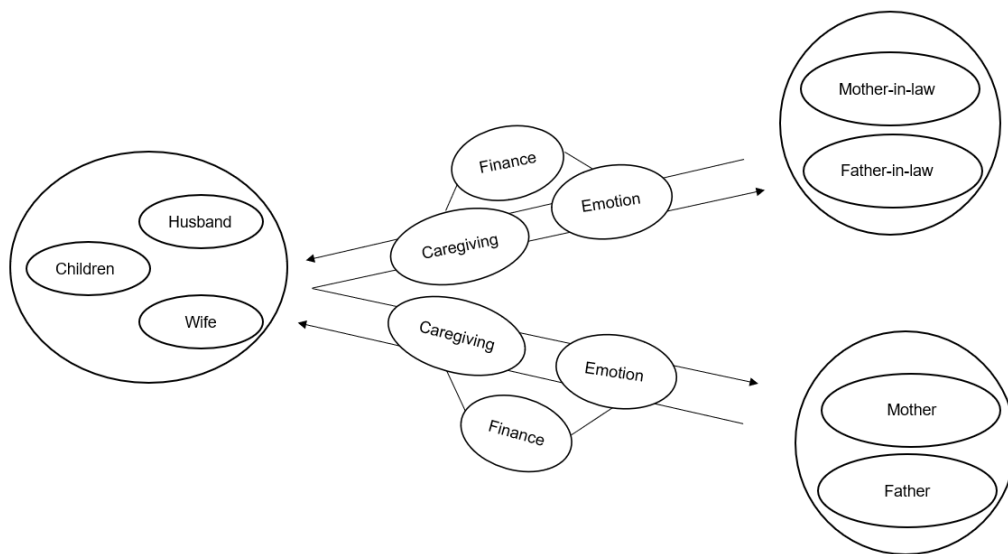 Mother-in-law
Father-in-law
Finance
Emotion
Caregiving
Husband
Children
Wife
Caregiving
Emotion
Finance
Mother
Father